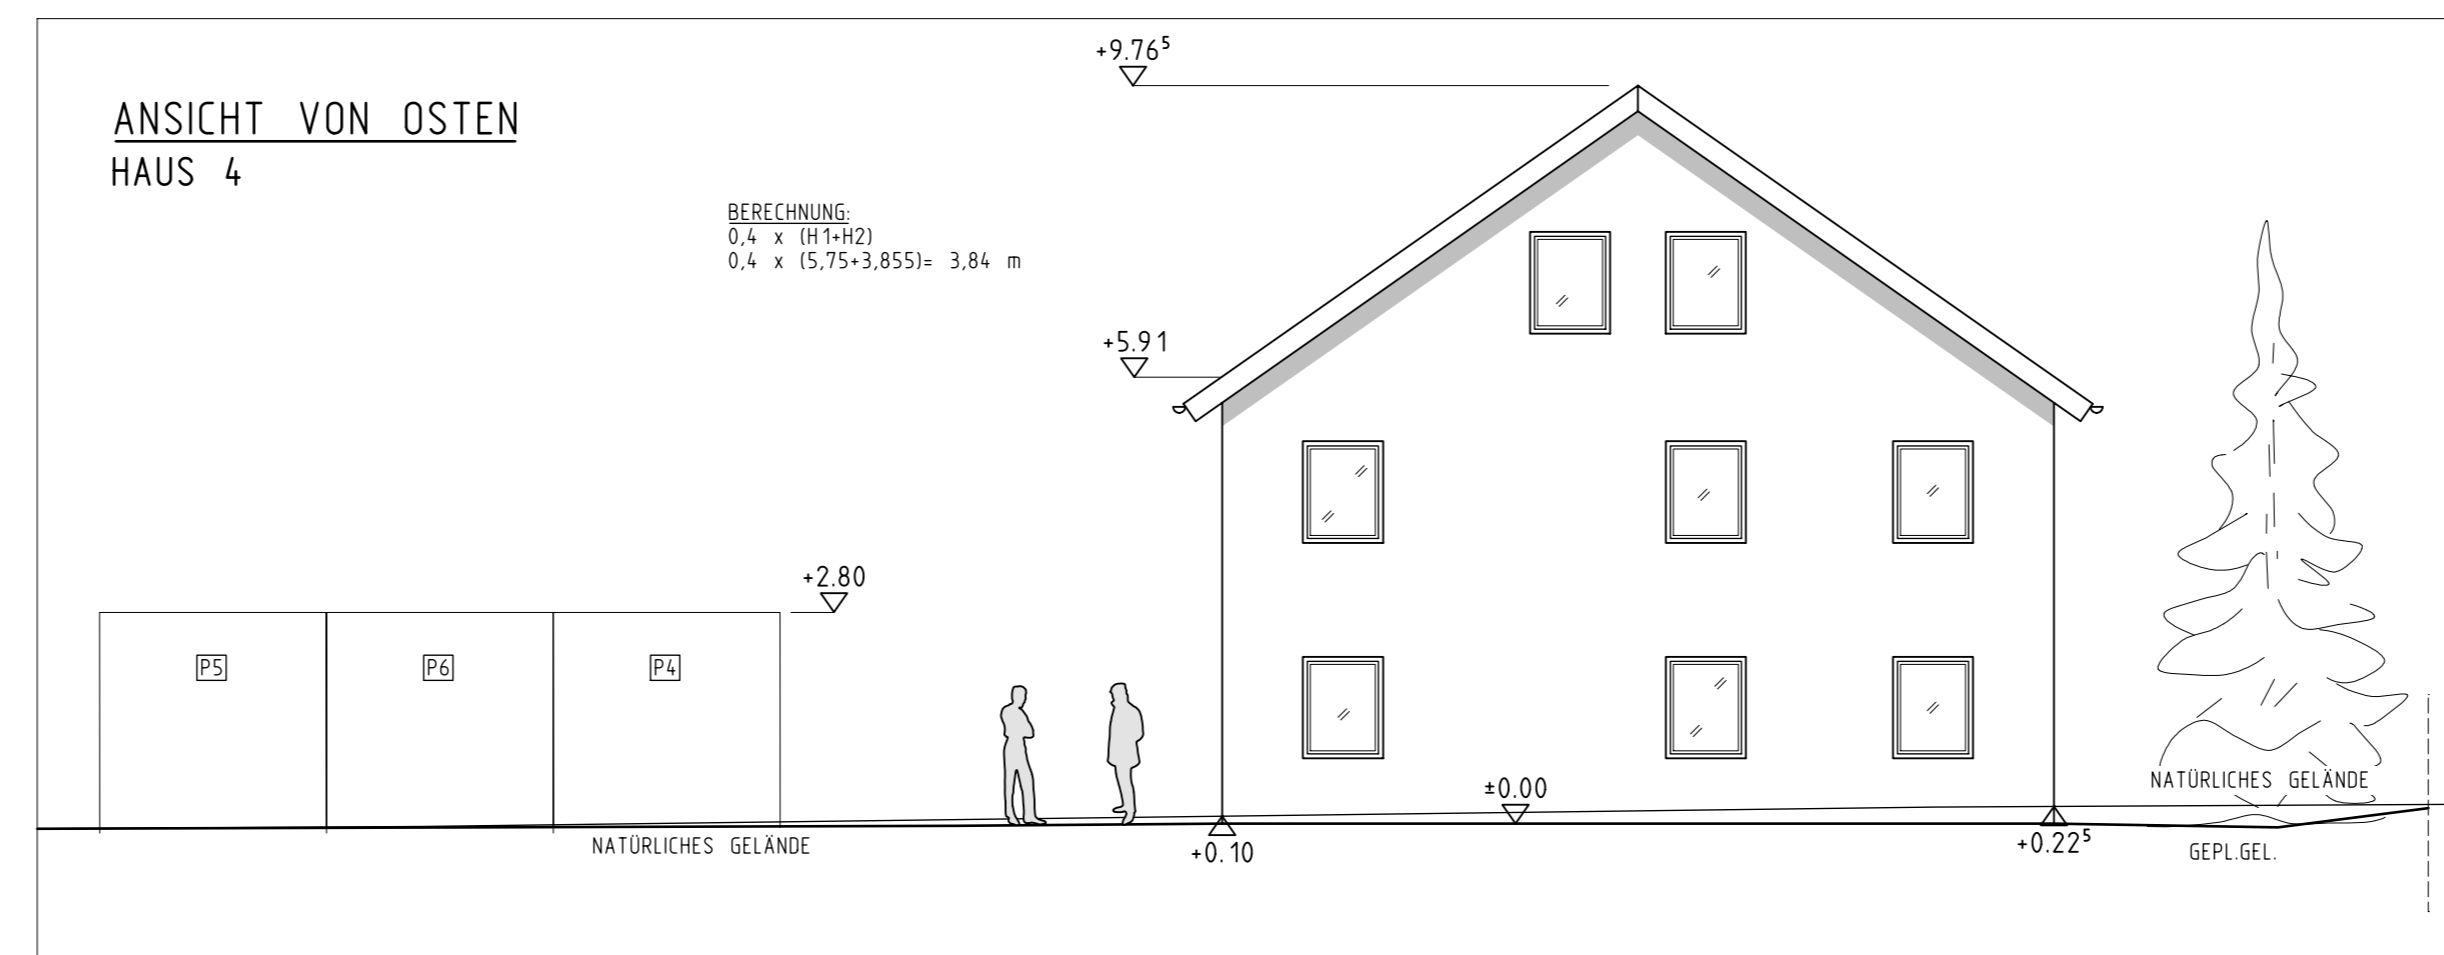 +9.76⁵
ANSICHT VON OSTEN
HAUS 4
BERECHNUNG:
0,4 x (H1+H2)
0,4 x (5,75+3,855)= 3,84 m
+5.91
+2.80
P5
P6
P4
±0.00
NATÜRLICHES GELÄNDE
NATÜRLICHES GELÄNDE
+0.10
+0.22⁵
GEPL.GEL.